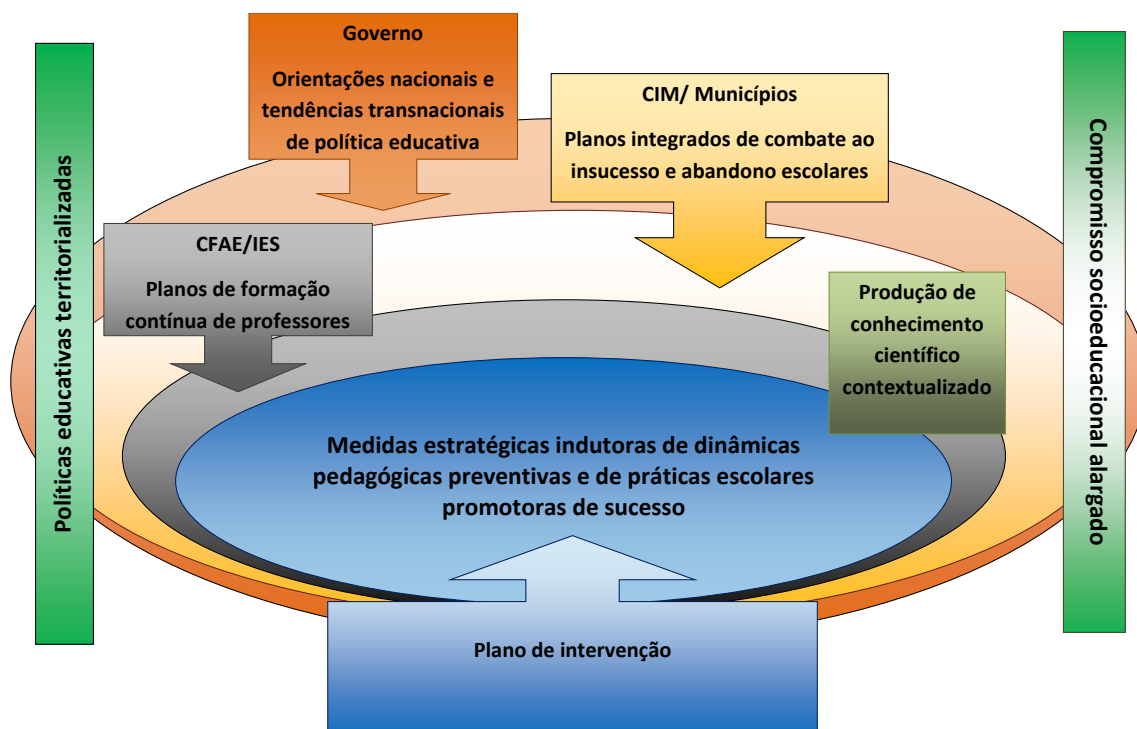 Governo
Orientações nacionais e
tendências transnacionais
de política educativa
CIM/ Municípios
Planos integrados de combate ao
insucesso e abandono escolares
CFAE/IES
Planos de formação
contínua de professores
Produção de
conhecimento
científico
contextualizado
Políticas educativas territorializadas
Compromisso socioeducacional alargado
Medidas estratégicas indutoras de dinâmicas
pedagógicas preventivas e de práticas escolares
promotoras de sucesso
Plano de intervenção